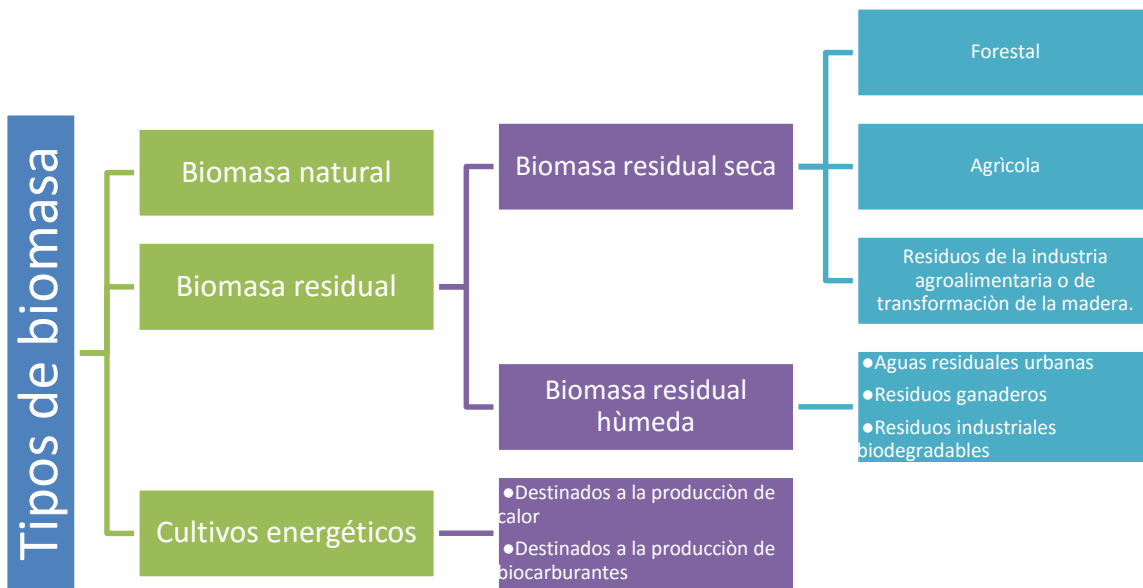 Tipos de biomasa
Biomasa natural
Biomasa residual
Biomasa residual seca
Forestal
Agrìcola
Residuos de la industria
agroalimentaria o de
transformaciòn de la madera.
Biomasa residual
hùmeda
●Aguas residuales urbanas
●Residuos ganaderos
●Residuos industriales
biodegradables
Cultivos energéticos
●Destinados a la producciòn de
calor
●Destinados a la producciòn de
biocarburantes